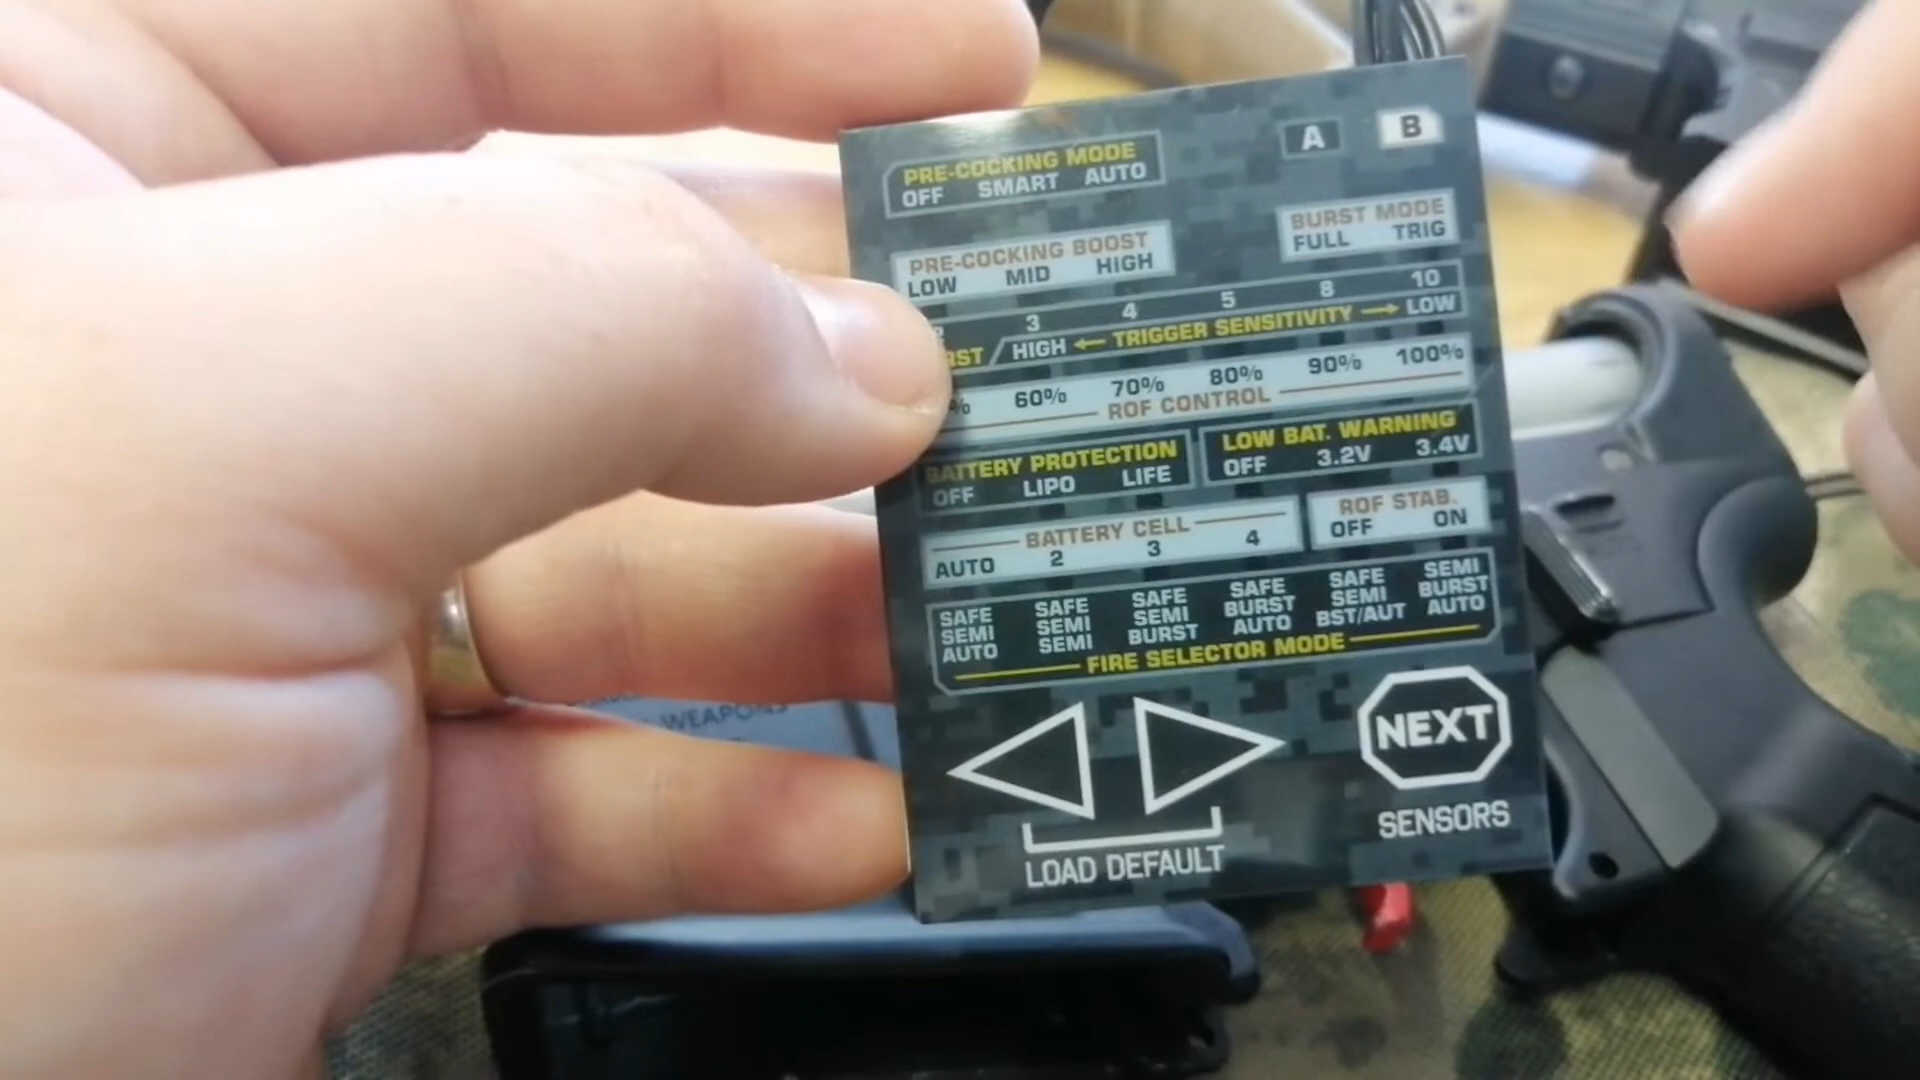 PRE-COCKING MODE
OFF SMART AUTO
A B
PRE-COCKING BOOST
LOW MID HIGH
BURST MODE
FULL TRIG
3 4 5 8 10
HIGH ← TRIGGER SENSITIVITY → LOW
60% 70% 80% 90% 100%
ROF CONTROL
BATTERY PROTECTION
OFF LIPO LIFE
LOW BAT. WARNING
OFF 3.2V 3.4V
BATTERY CELL
AUTO 2 3 4
ROF STAB.
OFF ON
SAFE SAFE SAFE SAFE SAFE SEMI
SEMI SEMI SEMI BURST SEMI BURST
AUTO SEMI BURST AUTO BST/AUT AUTO
FIRE SELECTOR MODE
NEXT
SENSORS
LOAD DEFAULT
WEAPONS